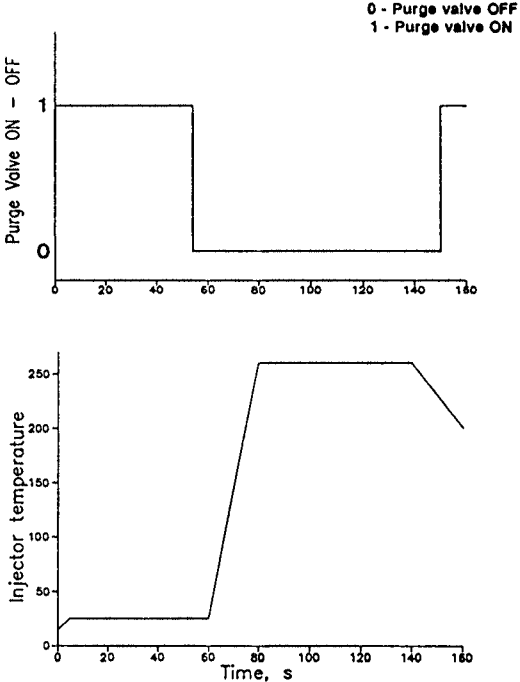 0 - Purge valve OFF
1 - Purge valve ON
Purge Valve ON - OFF
1
0
0 20 40 60 80 100 120 140 160
Injector temperature
250
200
150
100
50
0
0 20 40 60 80 100 120 140 160
Time, s